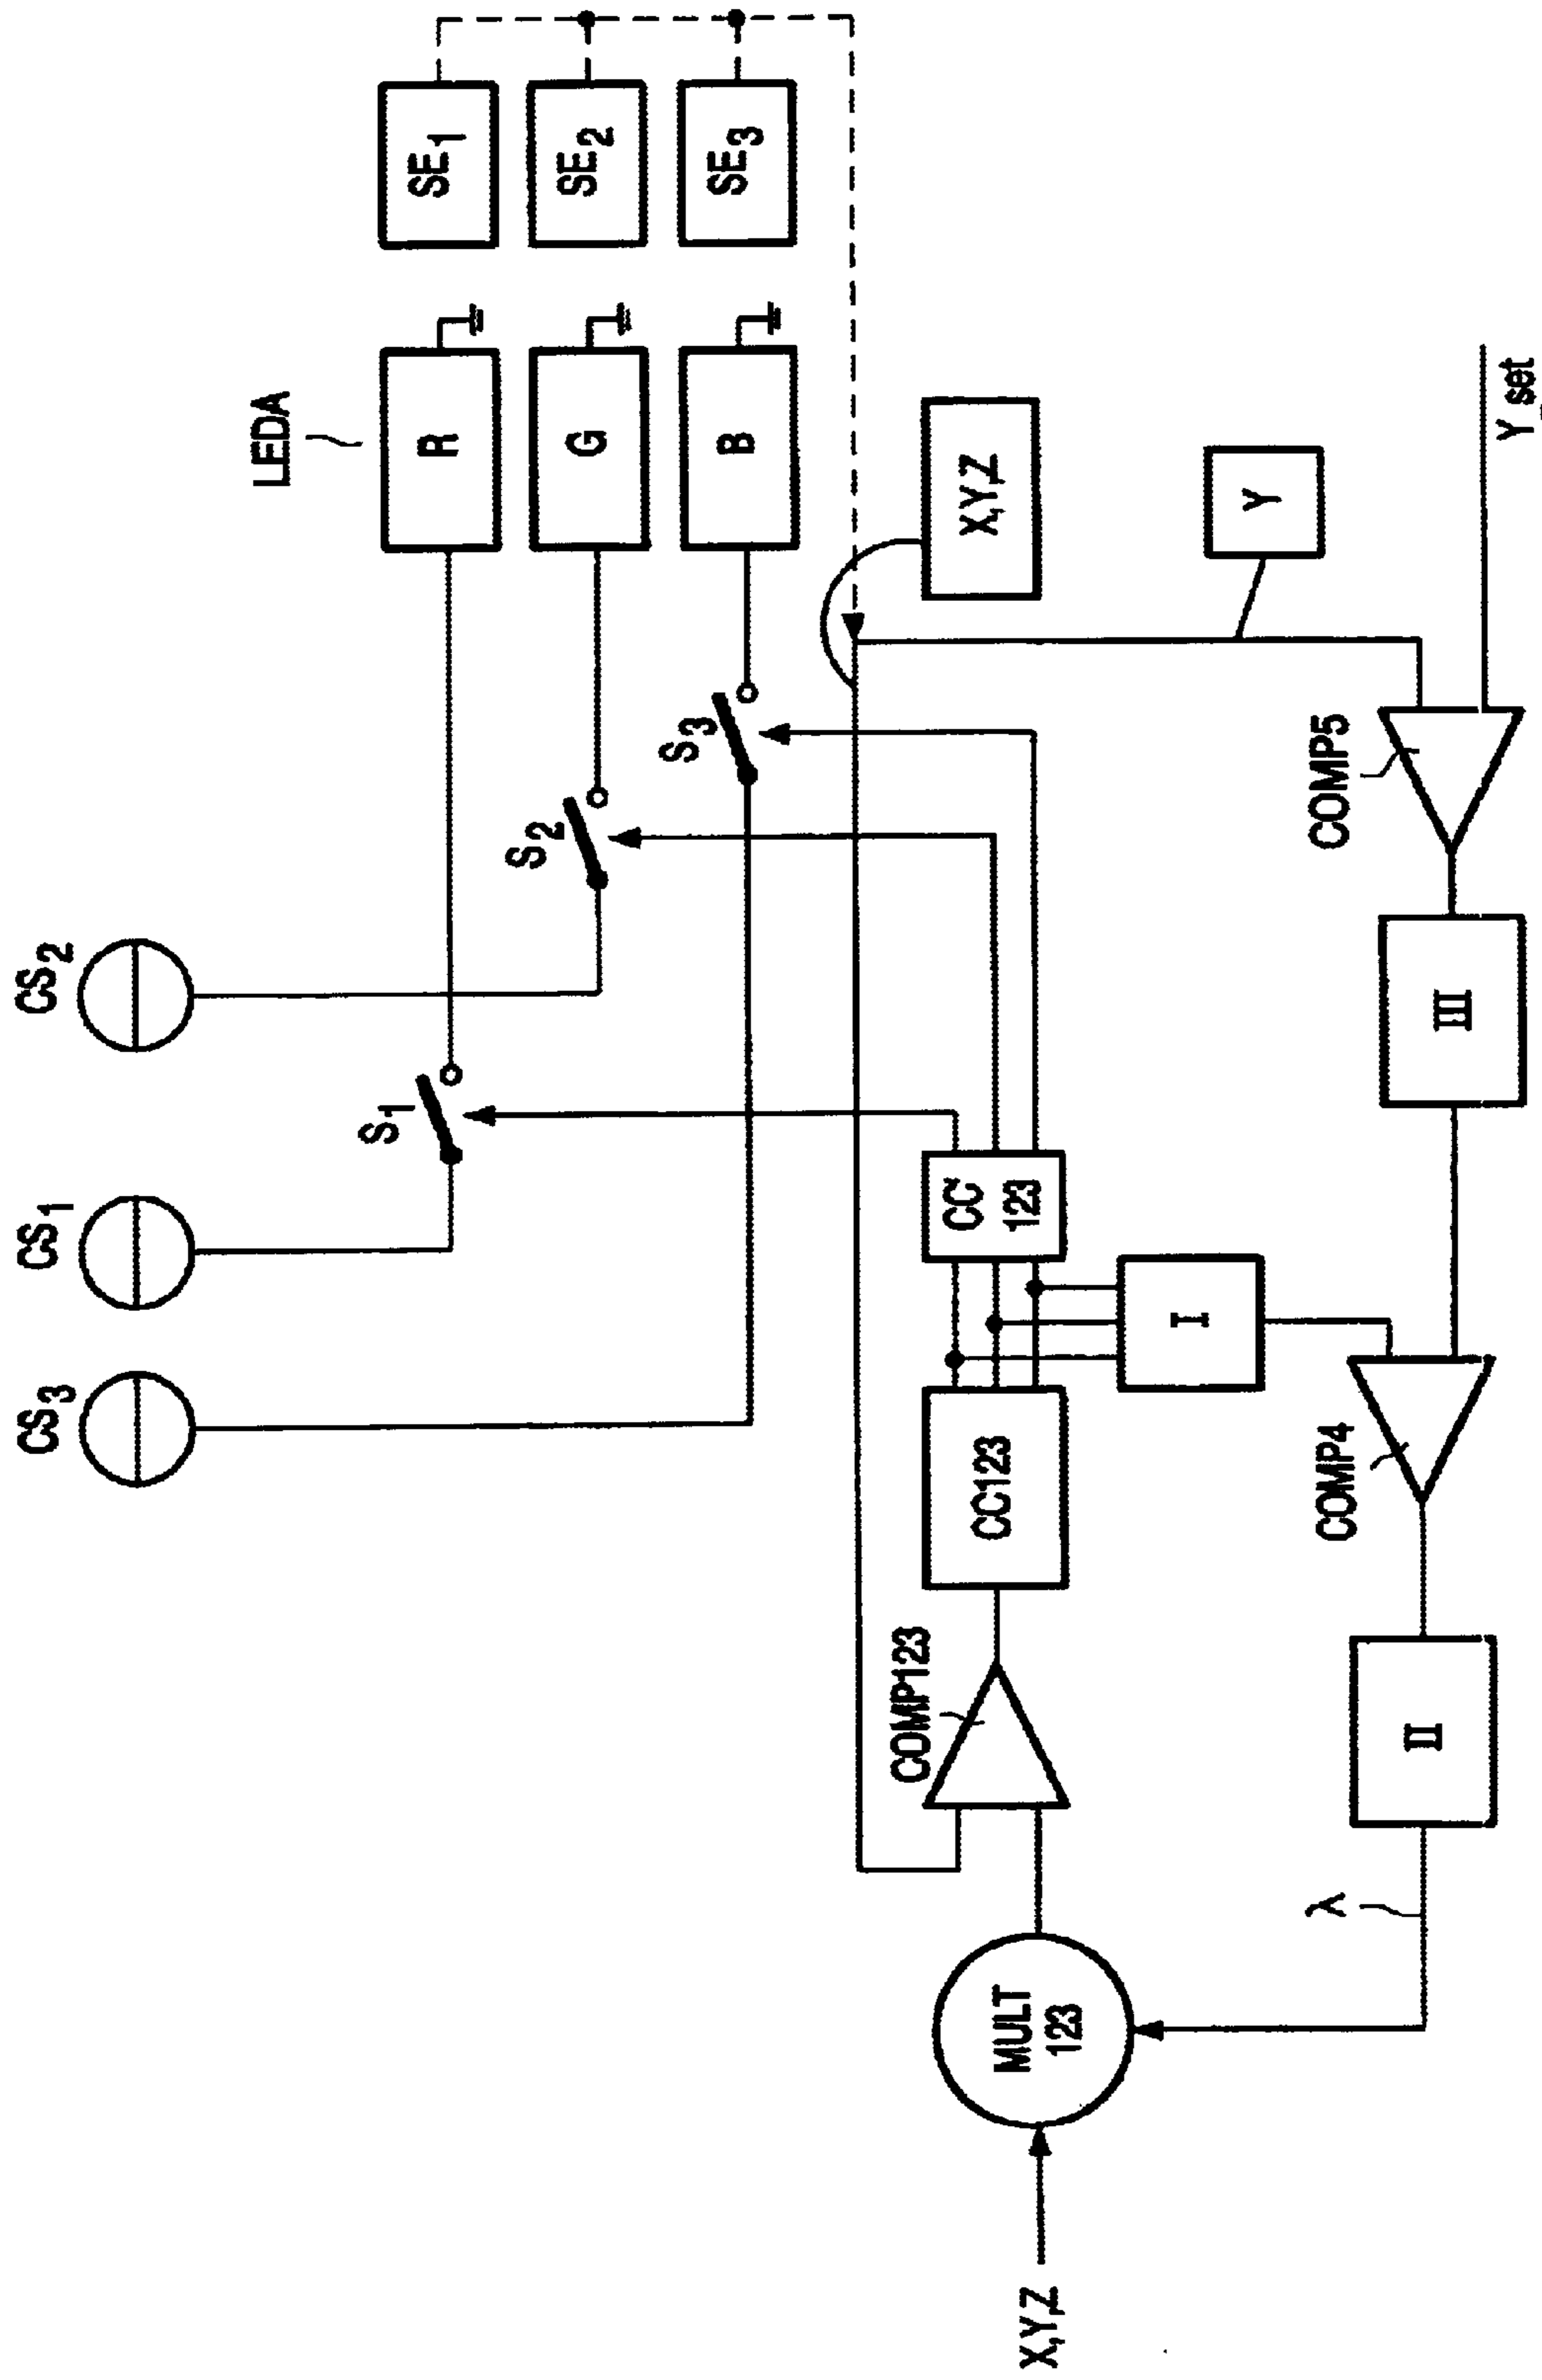 CS3
CS1
CS2
S1
S2
S3
LEDA
R
G
B
SE1
SE2
SE3
X,Y,Z
MULT
123
COMP123
CC123
CC'
123
X,Y,Z
I
Y
λ
II
COMP4
III
COMP5
Y_set